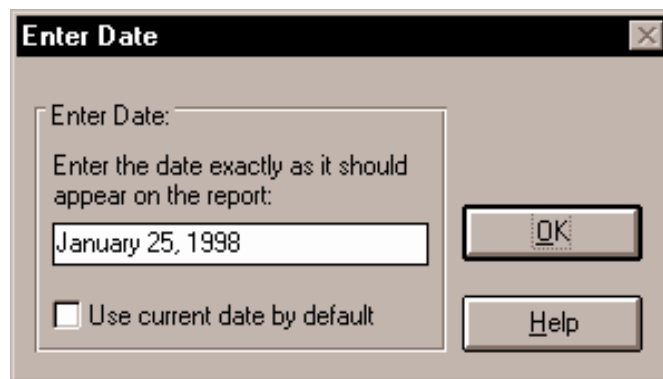 Enter Date
Enter Date:
Enter the date exactly as it should
appear on the report:
January 25, 1998
Use current date by default
OK
Help